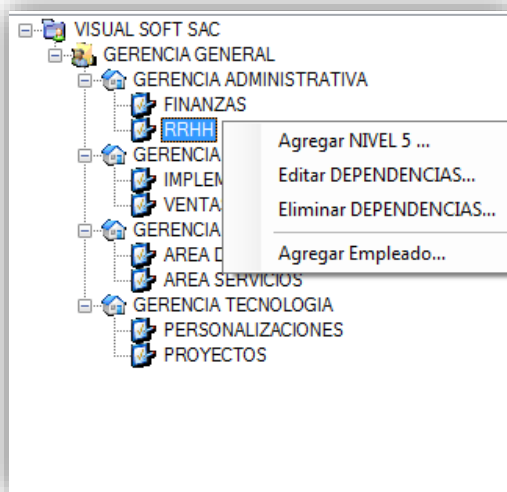 VISUAL SOFT SAC
GERENCIA GENERAL
GERENCIA ADMINISTRATIVA
FINANZAS
RRHH
GERENCIA
VENTA
GERENCIA
AREA
AREA SERVICIOS
GERENCIA TECNOLOGIA
PERSONALIZACIONES
PROYECTOS
Agregar NIVEL 5 ...
Editar DEPENDENCIAS...
Eliminar DEPENDENCIAS...
Agregar Empleado...